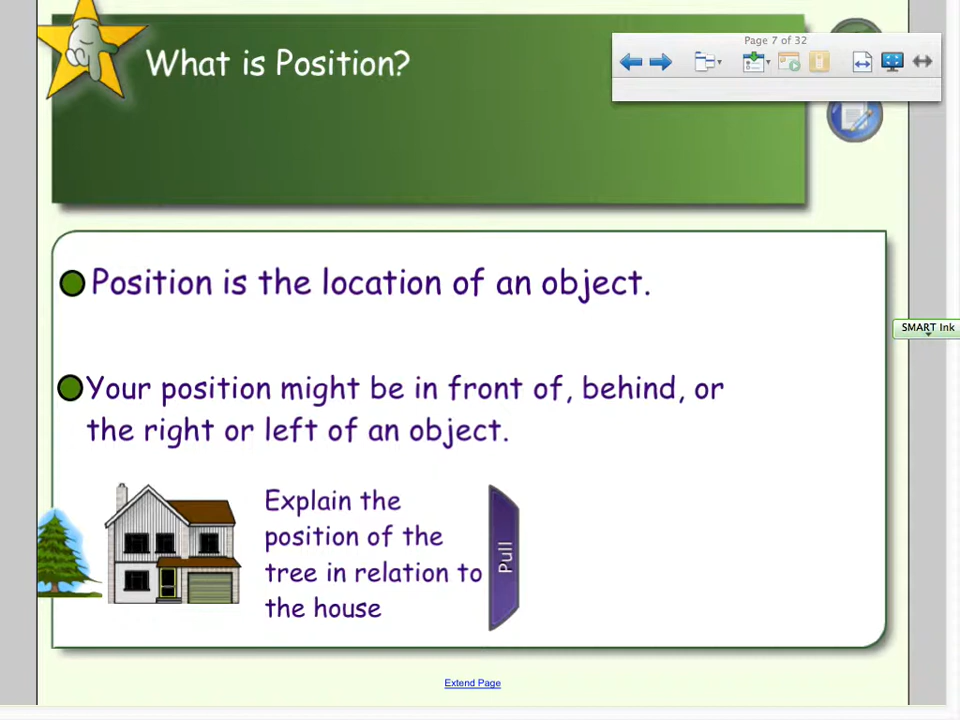 What is Position?
Page 7 of 32
Position is the location of an object.
SMART Ink
Your position might be in front of, behind, or
the right or left of an object.
Explain the
position of the
tree in relation to
the house
Pull
Extend Page